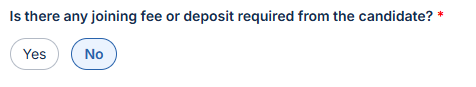 Is there any joining fee or deposit required from the candidate? *
Yes No